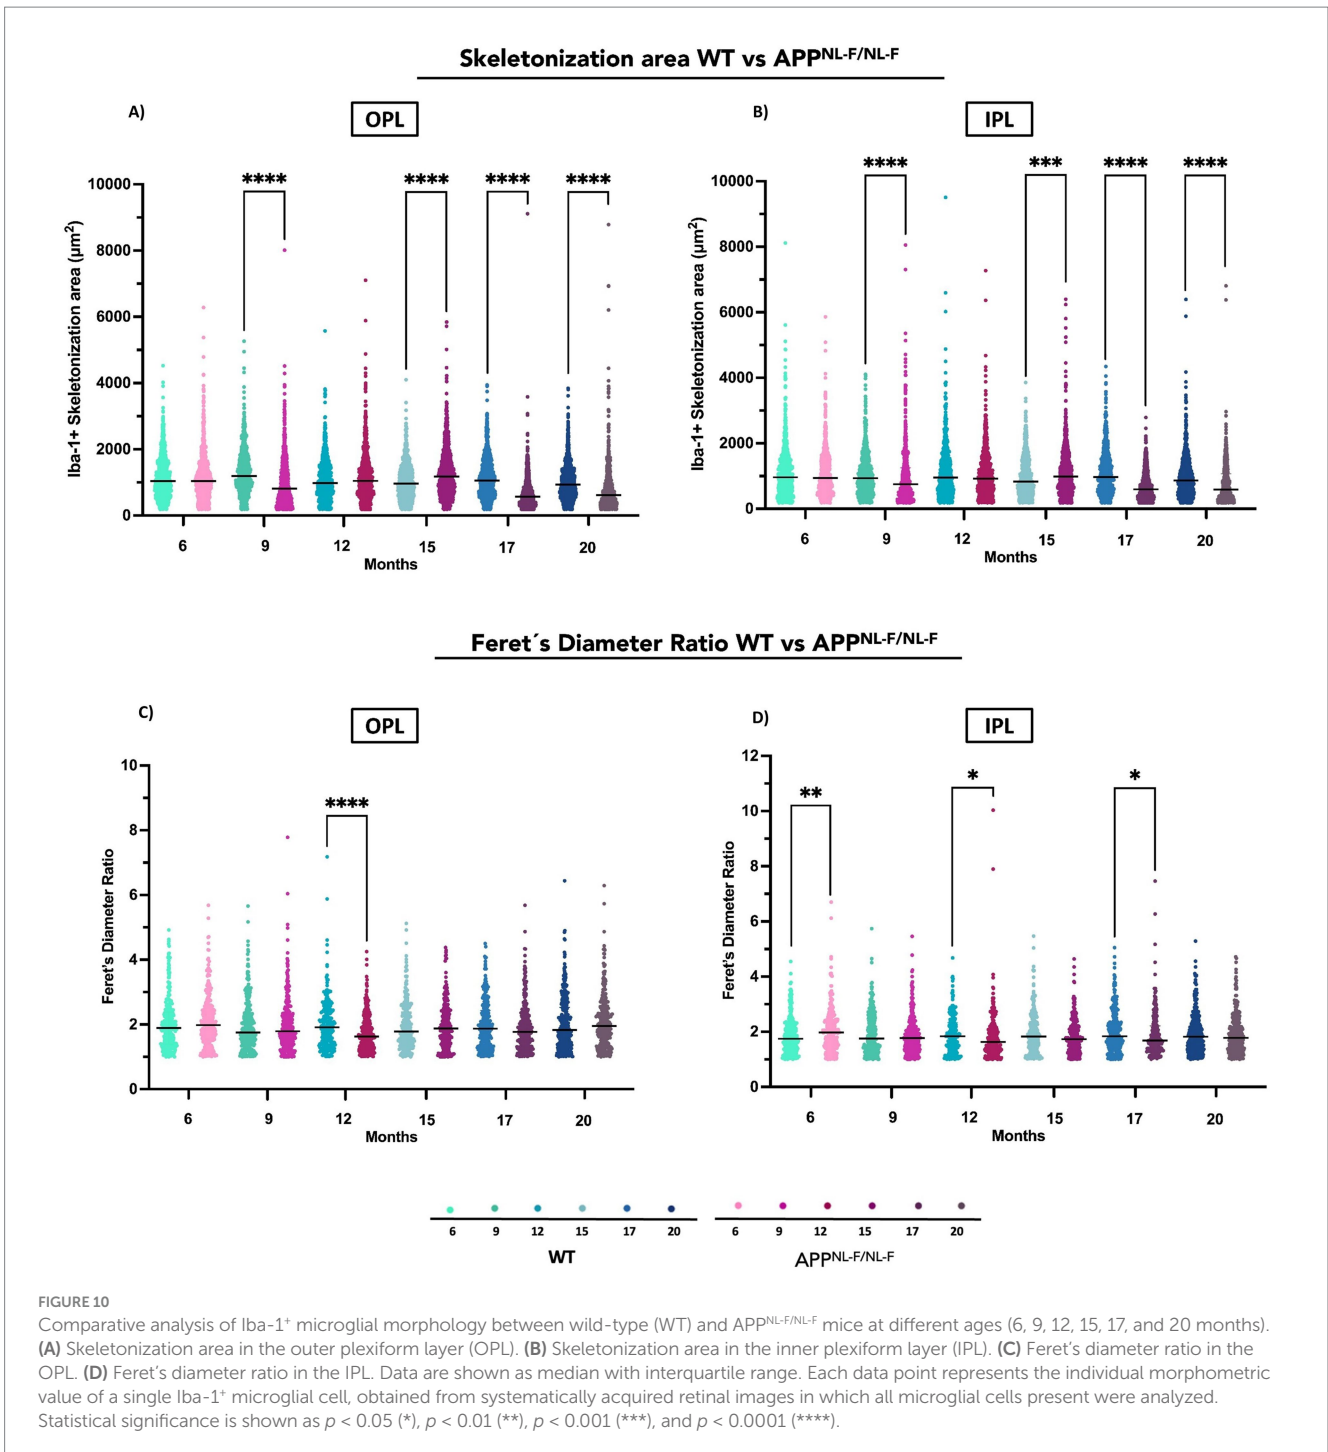 Skeletonization area WT vs APPNL-F/NL-F
A)
OPL
B)
IPL
**** **** **** ****
**** *** **** ****
10000
8000
6000
4000
2000
0
Iba-1+ Skeletonization area (µm²)
6 9 12 15 17 20
Months
10000
8000
6000
4000
2000
0
Iba-1+ Skeletonization area (µm²)
6 9 12 15 17 20
Months
Feret´s Diameter Ratio WT vs APPNL-F/NL-F
C)
OPL
D)
IPL
****
10
8
6
4
2
0
Feret's Diameter Ratio
6 9 12 15 17 20
Months
** * *
12
10
8
6
4
2
0
Feret's Diameter Ratio
6 9 12 15 17 20
Months
6 9 12 15 17 20
WT
6 9 12 15 17 20
APPNL-F/NL-F
FIGURE 10
Comparative analysis of Iba-1⁺ microglial morphology between wild-type (WT) and APPNL-F/NL-F mice at different ages (6, 9, 12, 15, 17, and 20 months).
(A) Skeletonization area in the outer plexiform layer (OPL). (B) Skeletonization area in the inner plexiform layer (IPL). (C) Feret's diameter ratio in the
OPL. (D) Feret's diameter ratio in the IPL. Data are shown as median with interquartile range. Each data point represents the individual morphometric
value of a single Iba-1⁺ microglial cell, obtained from systematically acquired retinal images in which all microglial cells present were analyzed.
Statistical significance is shown as p < 0.05 (*), p < 0.01 (**), p < 0.001 (***), and p < 0.0001 (****).